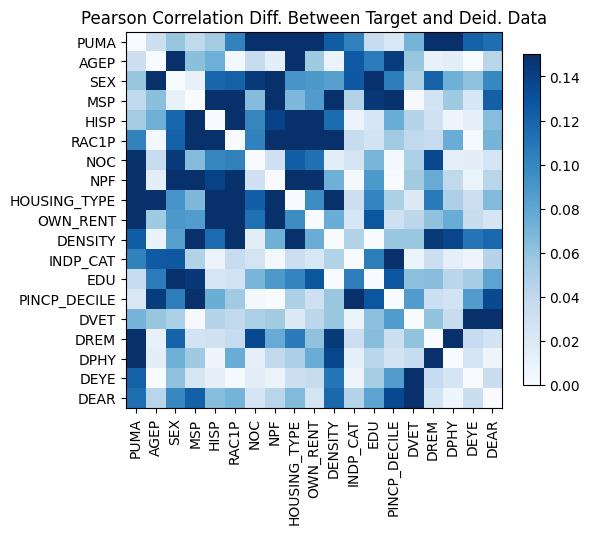 Pearson Correlation Diff. Between Target and Deid. Data
PUMA
AGEP
SEX
MSP
HISP
RAC1P
NOC
NPF
HOUSING_TYPE
OWN_RENT
DENSITY
INDP_CAT
EDU
PINCP_DECILE
DVET
DREM
DPHY
DEYE
DEAR
PUMA
AGEP
SEX
MSP
HISP
RAC1P
NOC
NPF
HOUSING_TYPE
OWN_RENT
DENSITY
INDP_CAT
EDU
PINCP_DECILE
DVET
DREM
DPHY
DEYE
DEAR
0.14
0.12
0.10
0.08
0.06
0.04
0.02
0.00